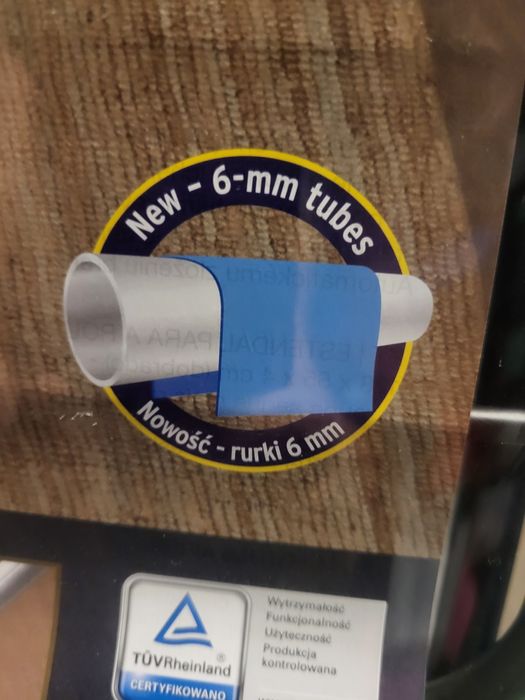 New - 6-mm tubes
Nowość - rurki 6 mm
TÜVRheinland
CERTYFIKOWANO
Wytrzymałość
Funkcjonalność
Użyteczność
Produkcja
kontrolowana